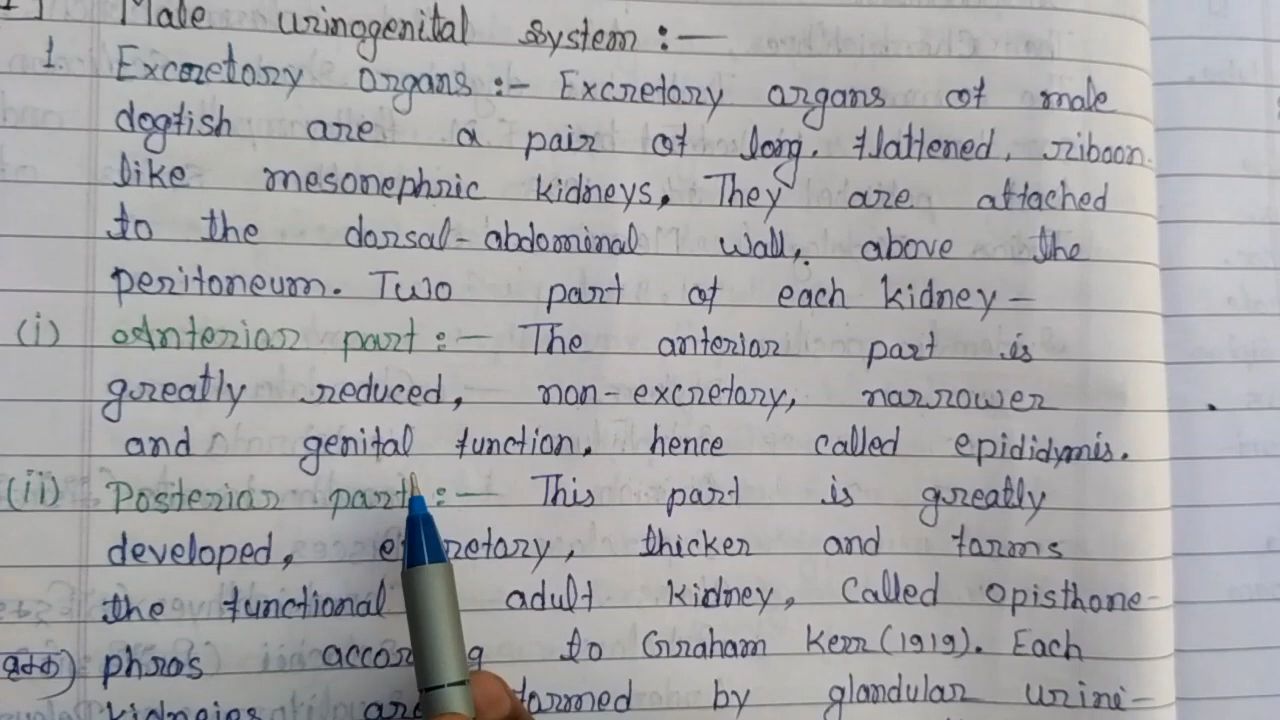 Male urinogenital system :—
1. Excretory organs :- Excretory organs of male
dogfish are a pair of long, flattened, ribbon
like mesonephric kidneys. They are attached
to the dorsal-abdominal wall, above the
peritoneum. Two part of each kidney -
(i) Anterior part :- The anterior part is
greatly reduced, non-excretory, narrower
and genital function, hence called epididymis.
(ii) Posterior part :- This part is greatly
developed, excretory, thicker and forms
the functional adult kidney, called opisthone-
phros according to Graham Kerr (1919). Each
formed by glandular urini-